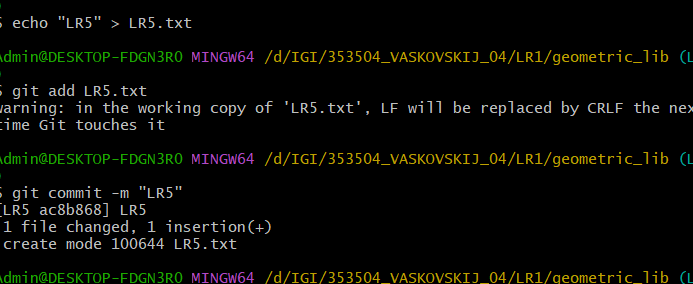 $ echo "LR5" > LR5.txt
Admin@DESKTOP-FDGN3R0 MINGW64 /d/IGI/353504_VASKOVSKIJ_04/LR1/geometric_lib (L
)
$ git add LR5.txt
warning: in the working copy of 'LR5.txt', LF will be replaced by CRLF the nex
time Git touches it
Admin@DESKTOP-FDGN3R0 MINGW64 /d/IGI/353504_VASKOVSKIJ_04/LR1/geometric_lib (L
)
$ git commit -m "LR5"
[LR5 ac8b868] LR5
1 file changed, 1 insertion(+)
create mode 100644 LR5.txt
Admin@DESKTOP-FDGN3R0 MINGW64 /d/IGI/353504_VASKOVSKIJ_04/LR1/geometric_lib (L